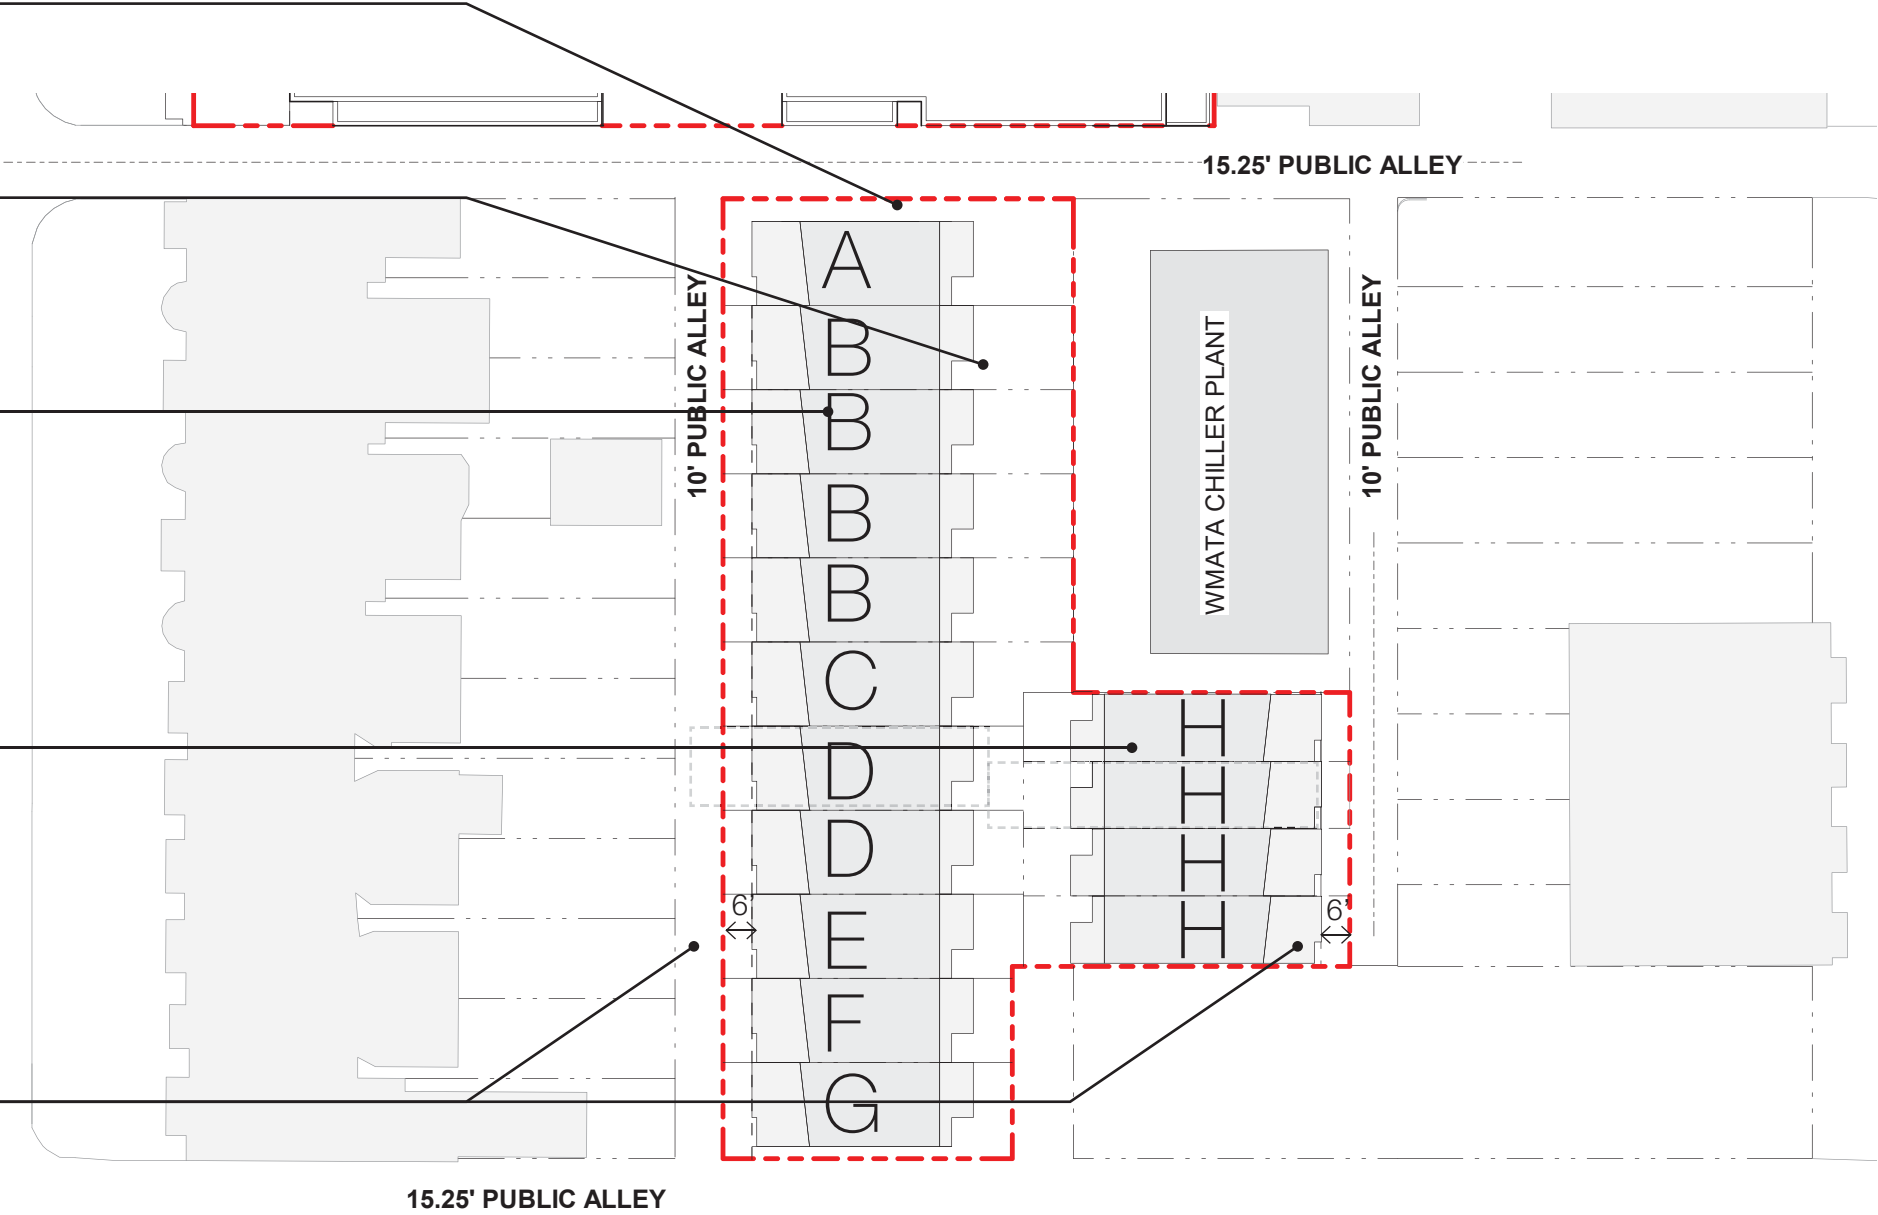 15.25' PUBLIC ALLEY
A
B
B
B
B
C
D
D
E
F
G
10' PUBLIC ALLEY
WMATA CHILLER PLANT
10' PUBLIC ALLEY
H
H
H
H
6'
6'
15.25' PUBLIC ALLEY